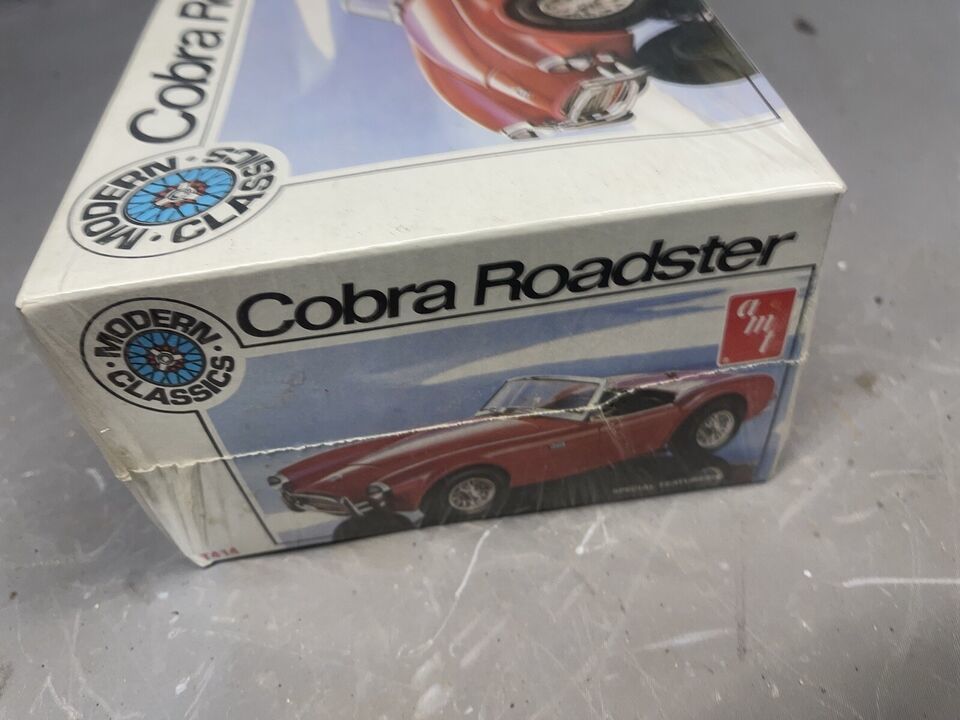 Cobra R
MODERN · CLASSICS ·
Cobra Roadster
MODERN · CLASSICS ·
amt
SPECIAL FEATURES
T414